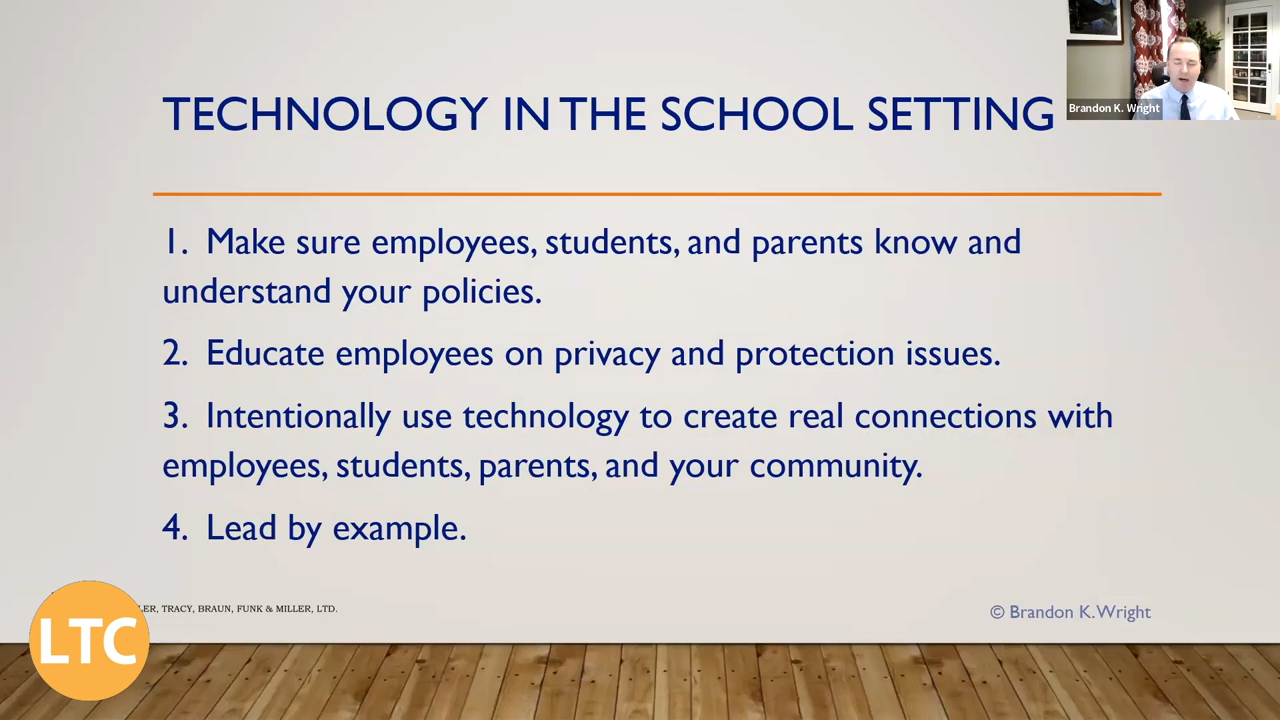 TECHNOLOGY IN THE SCHOOL SETTING
Brandon K. Wright
1. Make sure employees, students, and parents know and
understand your policies.
2. Educate employees on privacy and protection issues.
3. Intentionally use technology to create real connections with
employees, students, parents, and your community.
4. Lead by example.
TRACY, BRAUN, FUNK & MILLER, LTD.
© Brandon K. Wright
LTC